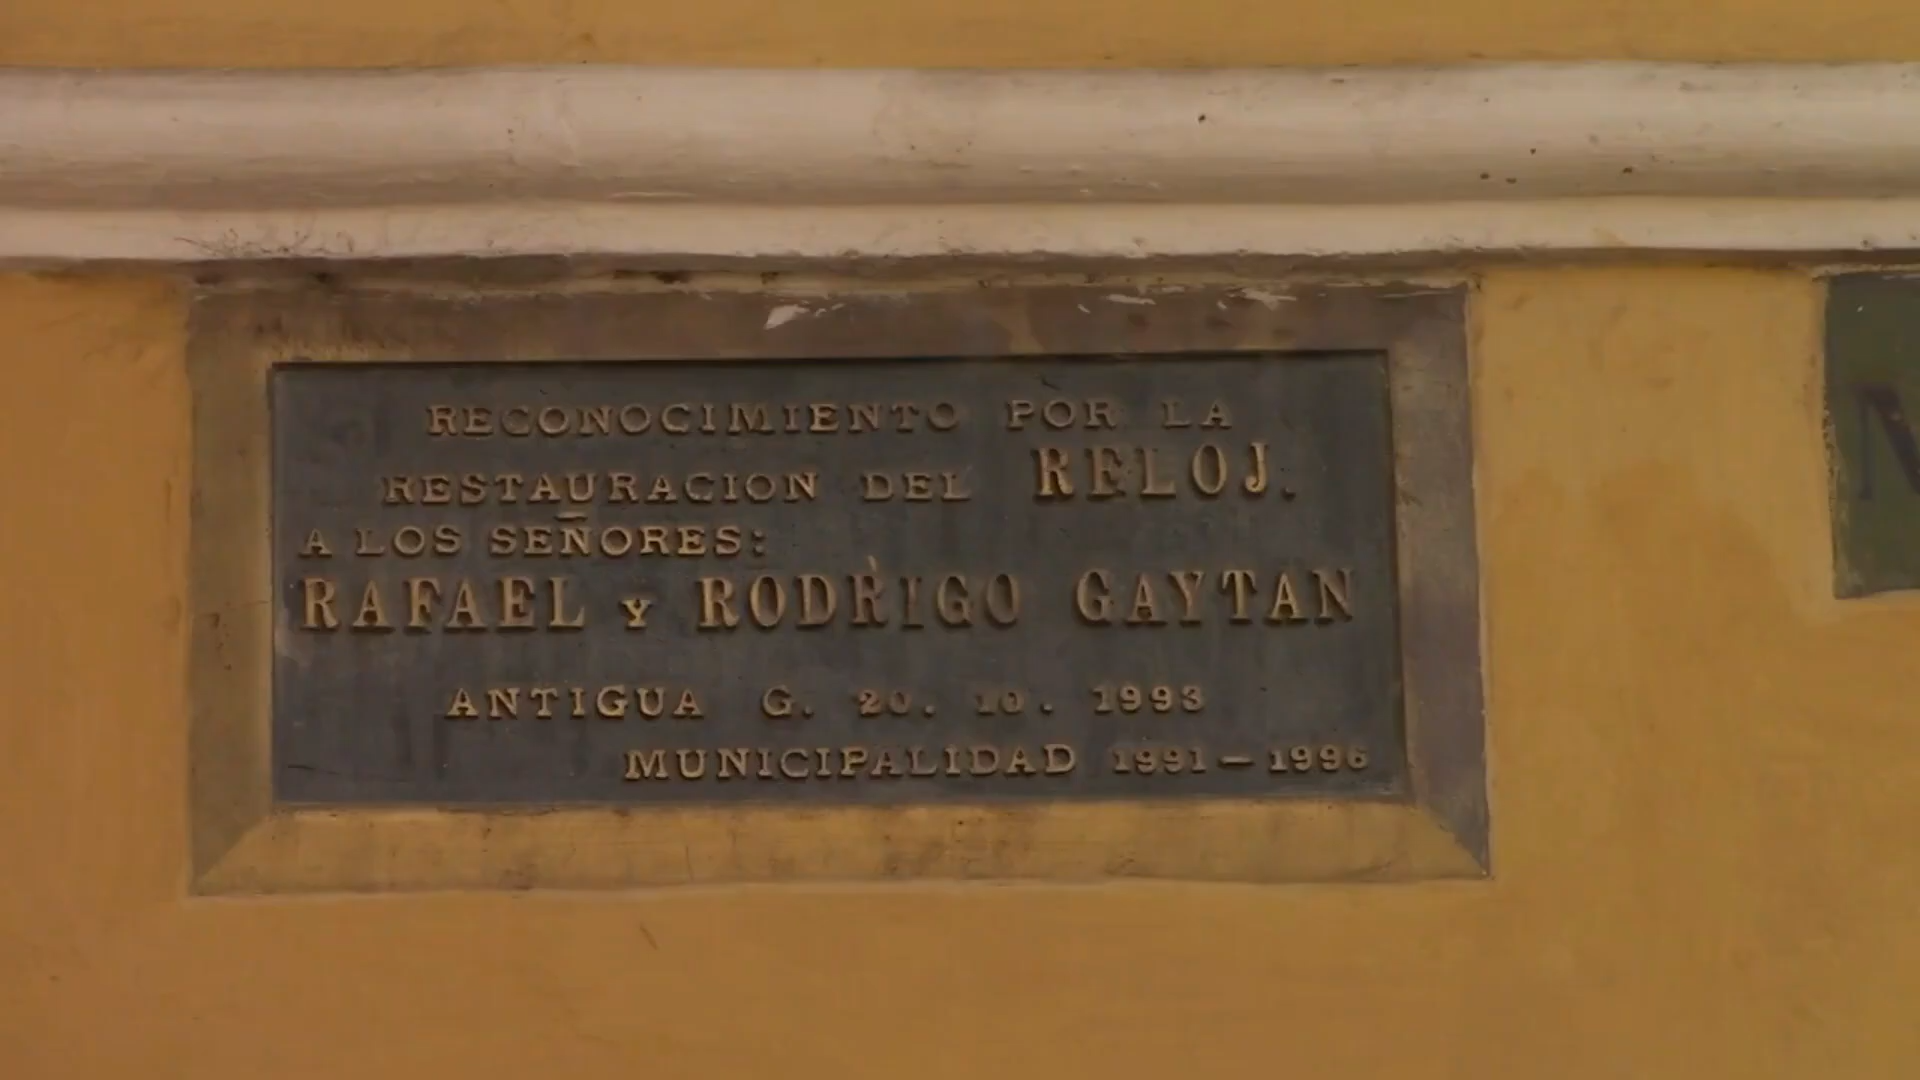 RECONOCIMIENTO POR LA
RESTAURACION DEL RELOJ.
A LOS SEÑORES:
RAFAEL Y RODRIGO GAYTAN
ANTIGUA G. 20. 10. 1993
MUNICIPALIDAD 1991-1996